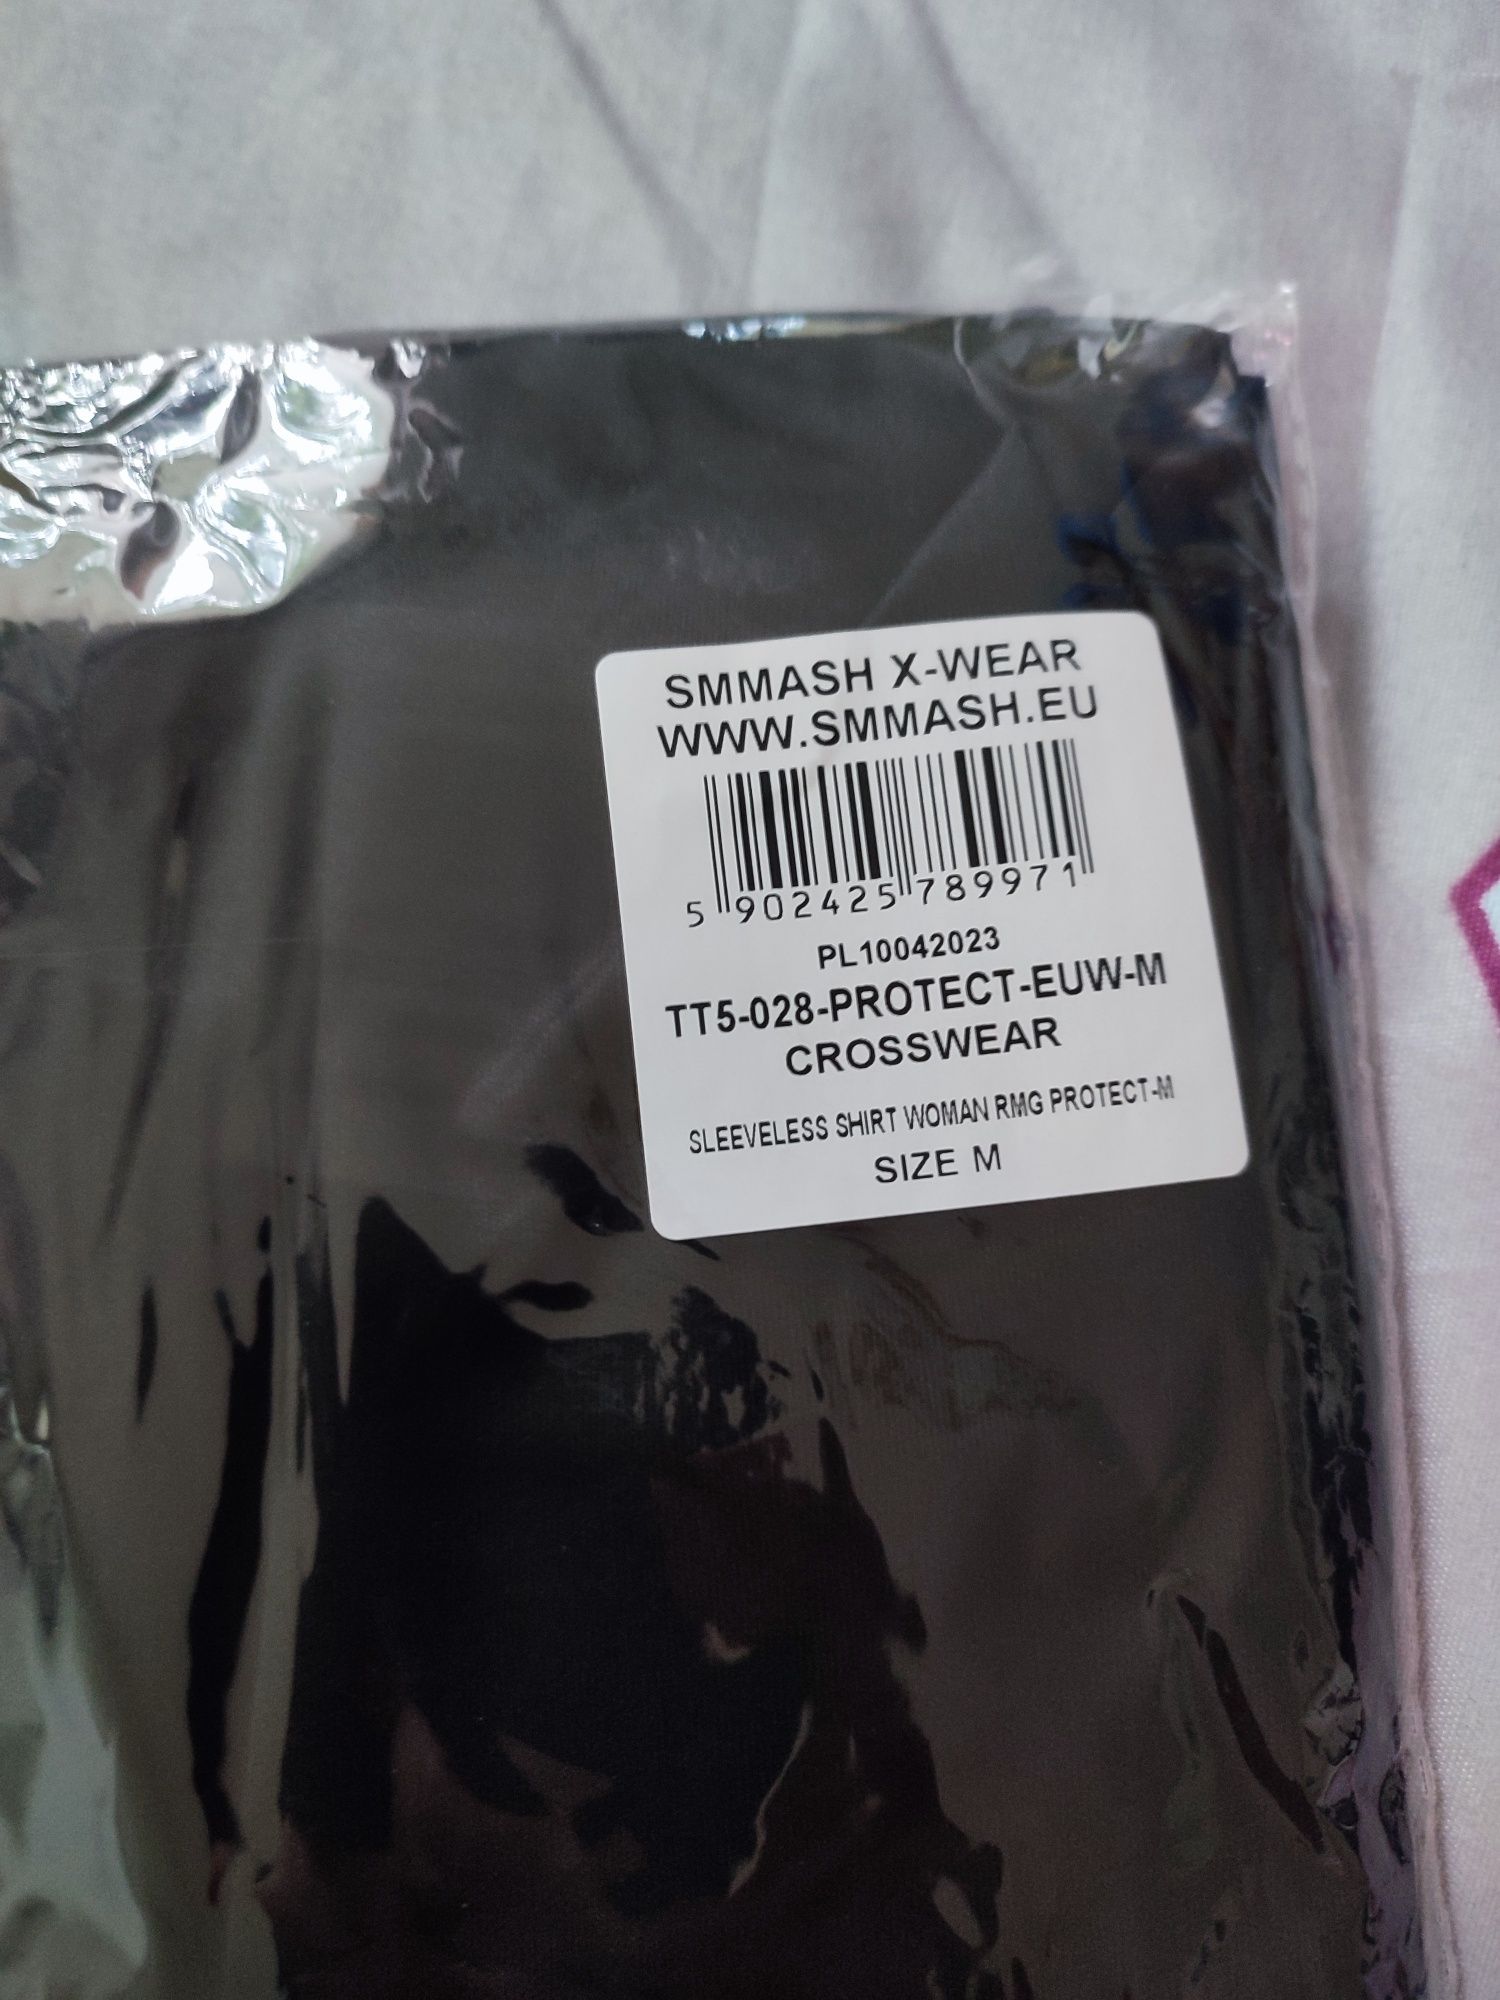 SMMASH X-WEAR
WWW.SMMASH.EU
5 902425 789971
PL10042023
TT5-028-PROTECT-EUW-M
CROSSWEAR
SLEEVELESS SHIRT WOMAN RMG PROTECT-M
SIZE M